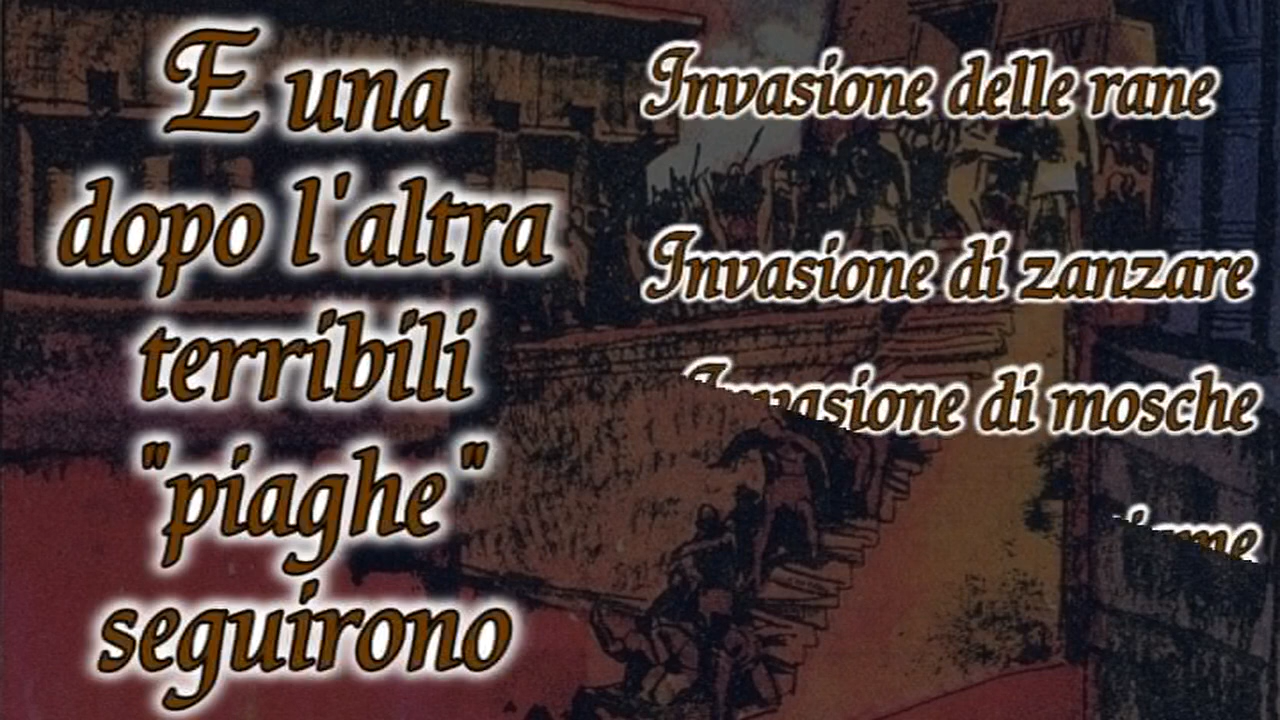 E una
dopo l'altra
terribili
"piaghe"
seguirono
Invasione delle rane
Invasione di zanzare
Invasione di mosche